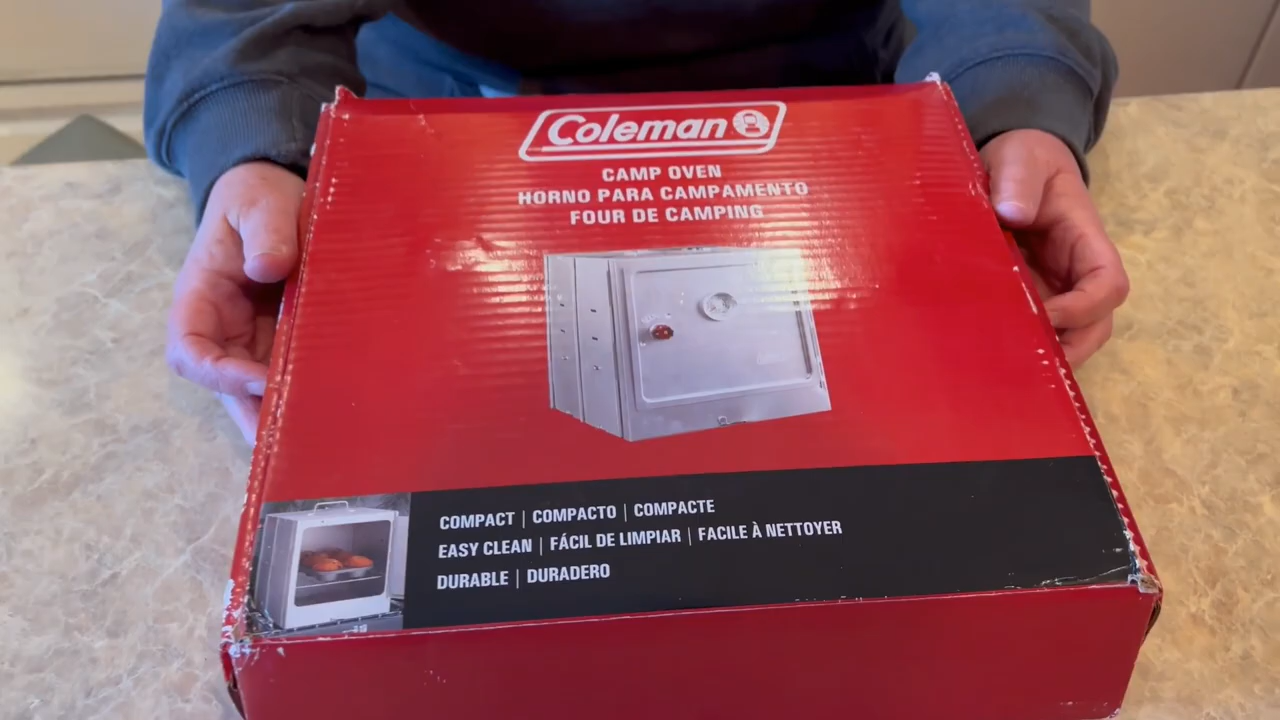 Coleman
CAMP OVEN
HORNO PARA CAMPAMENTO
FOUR DE CAMPING
COMPACT | COMPACTO | COMPACTE
EASY CLEAN | FÁCIL DE LIMPIAR | FACILE À NETTOYER
DURABLE | DURADERO